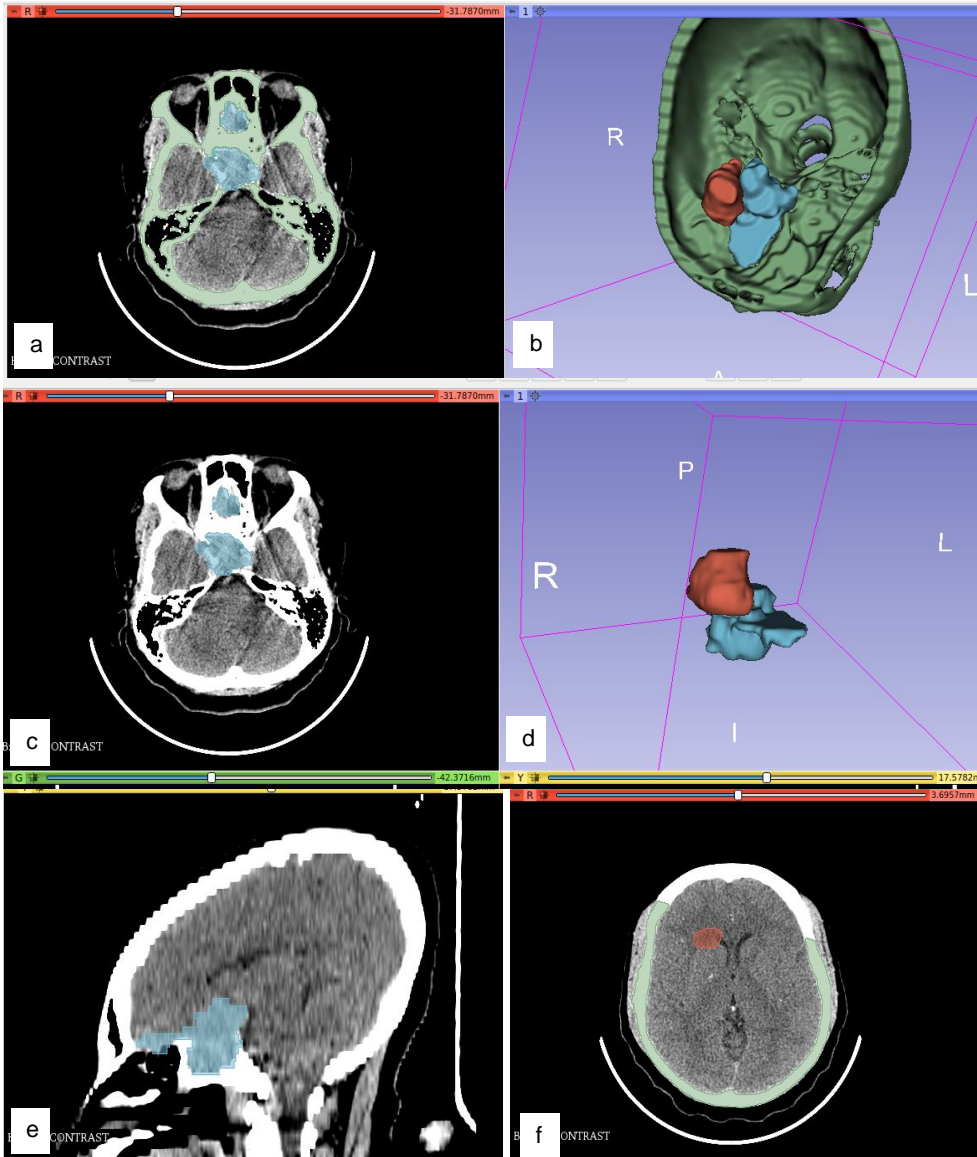 R
-31.7870mm
1
R
L
a
b
CONTRAST
R
-31.7870mm
1
P
R
L
I
c
d
ONTRAST
G
-42.3716mm
Y
17.5782m
R
3.6957mm
e
CONTRAST
f
CONTRAST